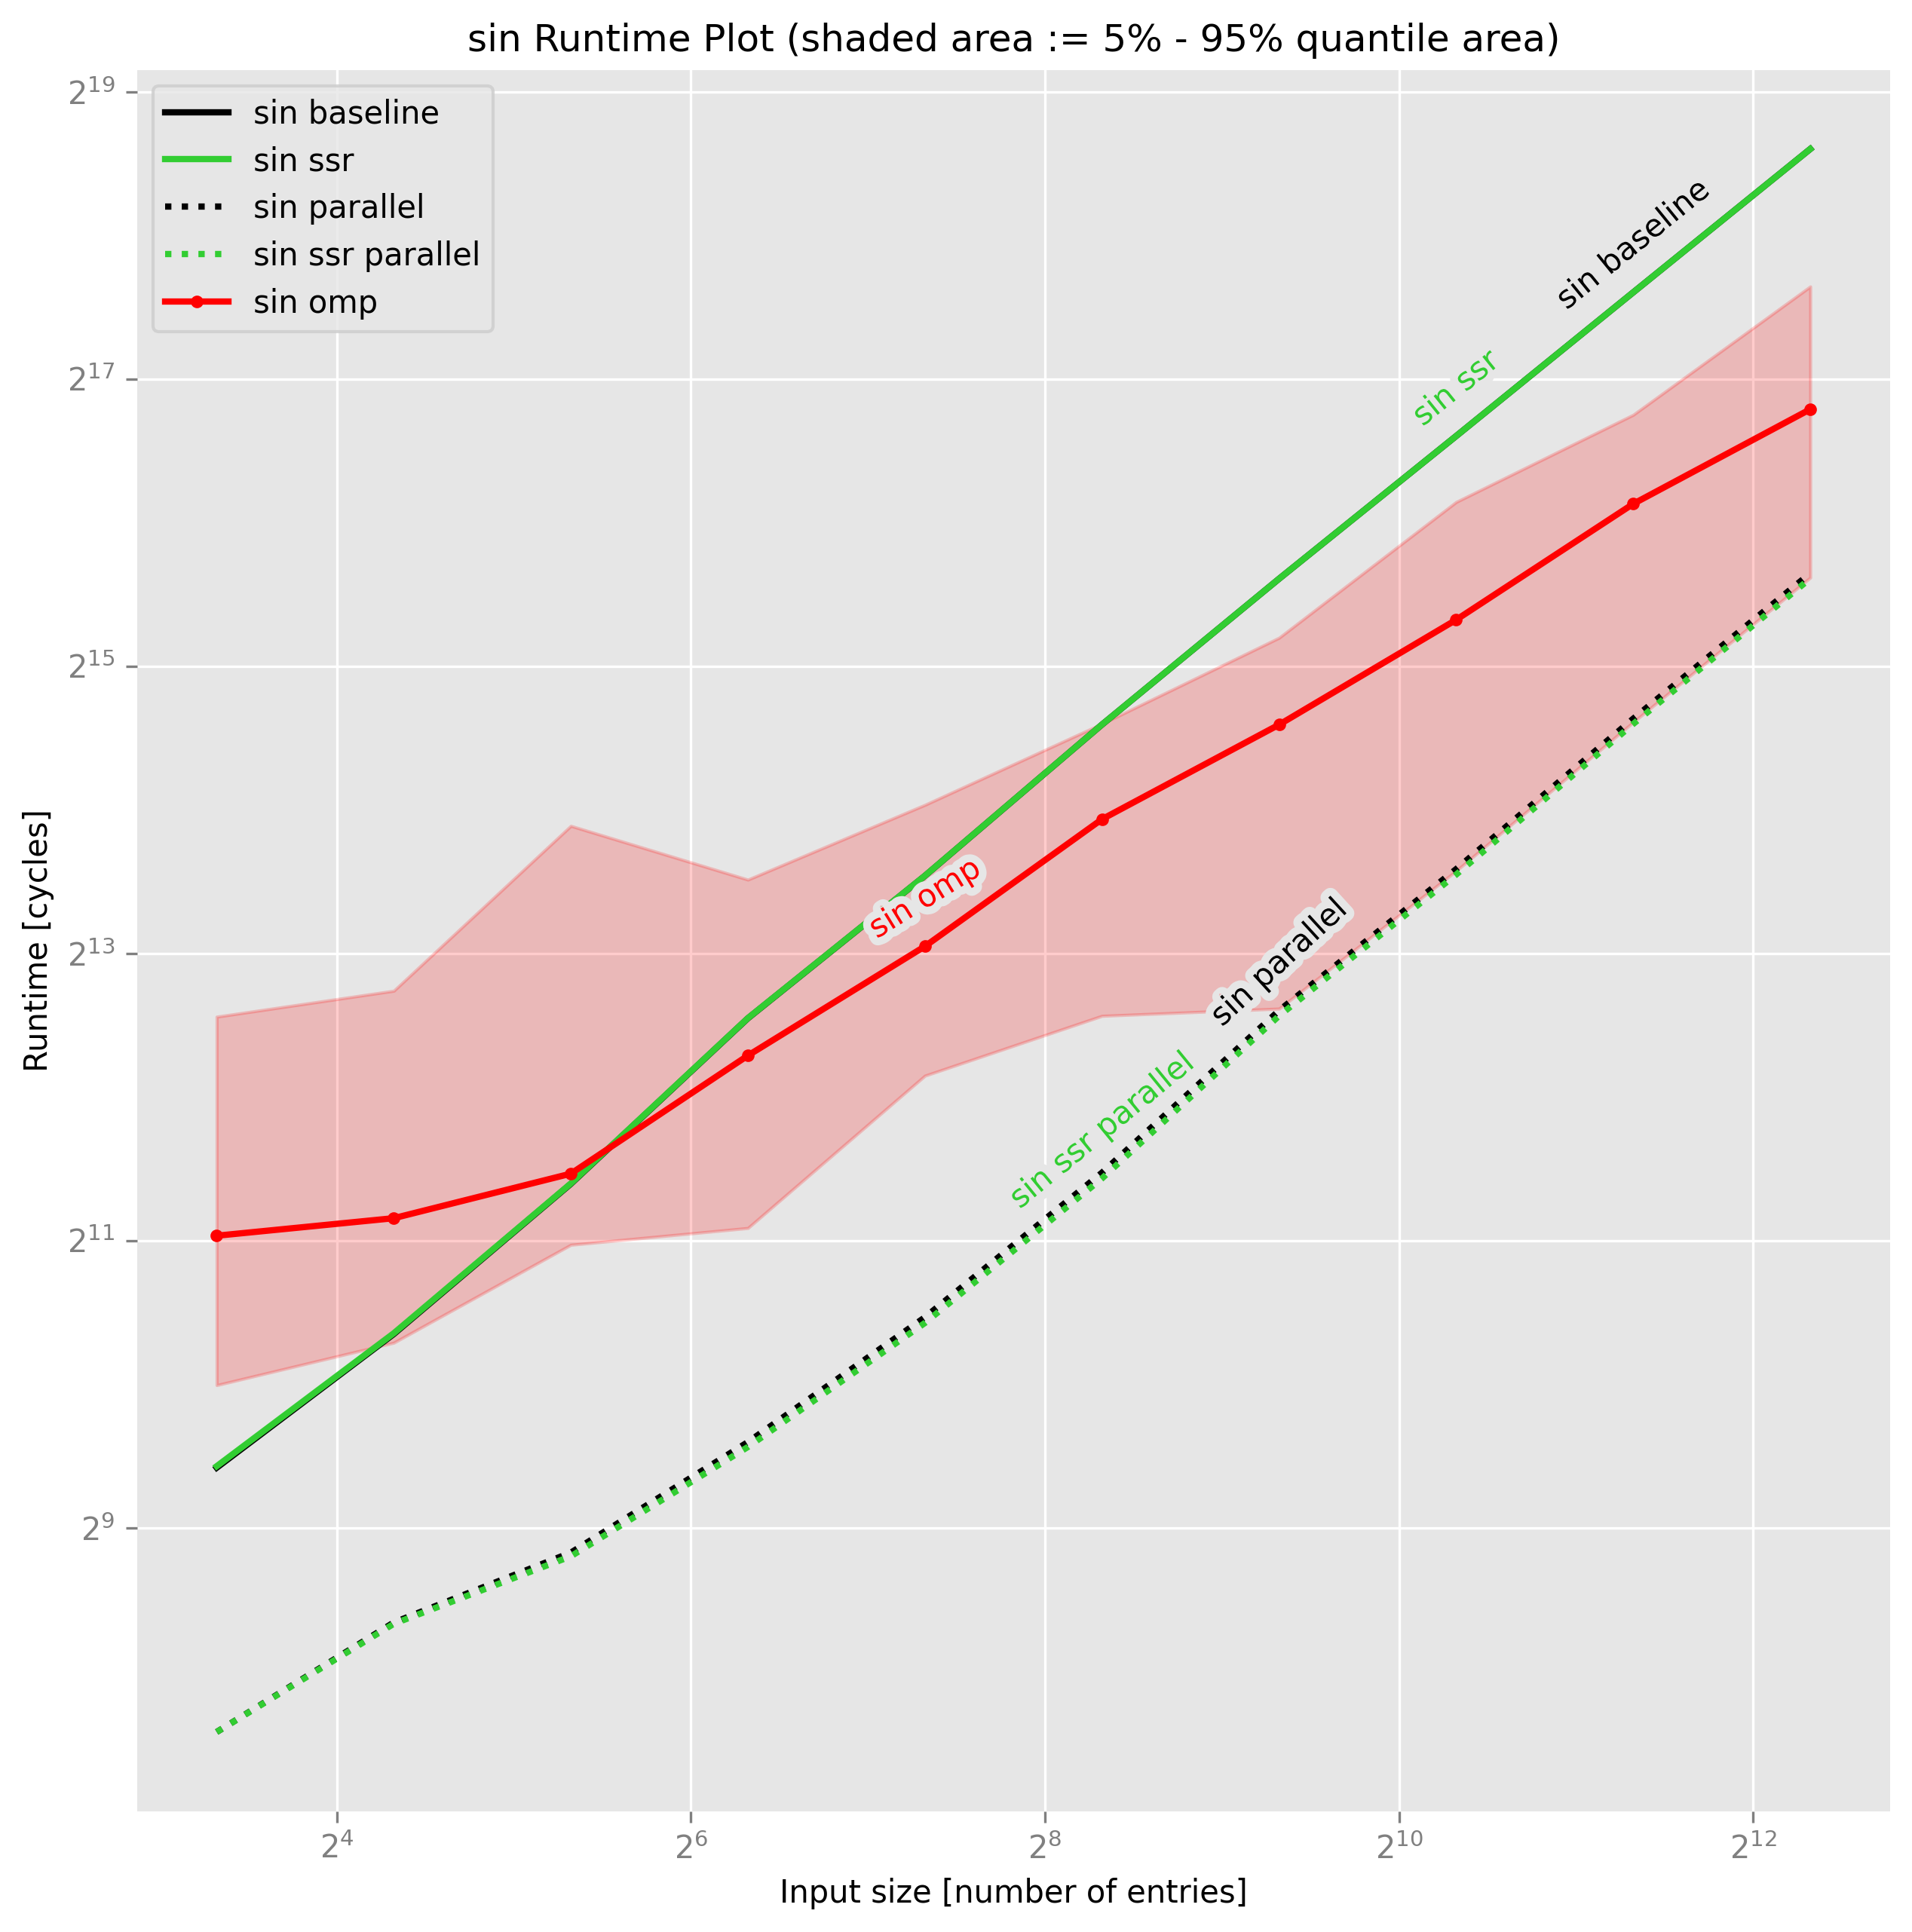 sin Runtime Plot (shaded area := 5% - 95% quantile area)
2^19
2^17
2^15
2^13
2^11
2^9
Runtime [cycles]
sin baseline
sin ssr
sin parallel
sin ssr parallel
sin omp
sin baseline
sin ssr
sin omp
sin parallel
sin ssr parallel
2^4 2^6 2^8 2^10 2^12
Input size [number of entries]